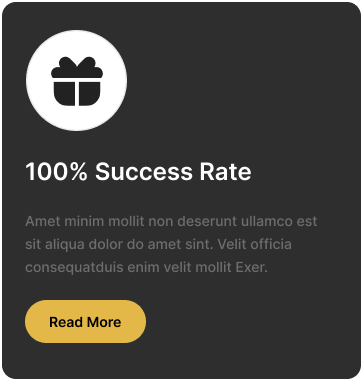 100% Success Rate
Amet minim mollit non deserunt ullamco est
sit aliqua dolor do amet sint. Velit officia
consequatduis enim velit mollit Exer.
Read More